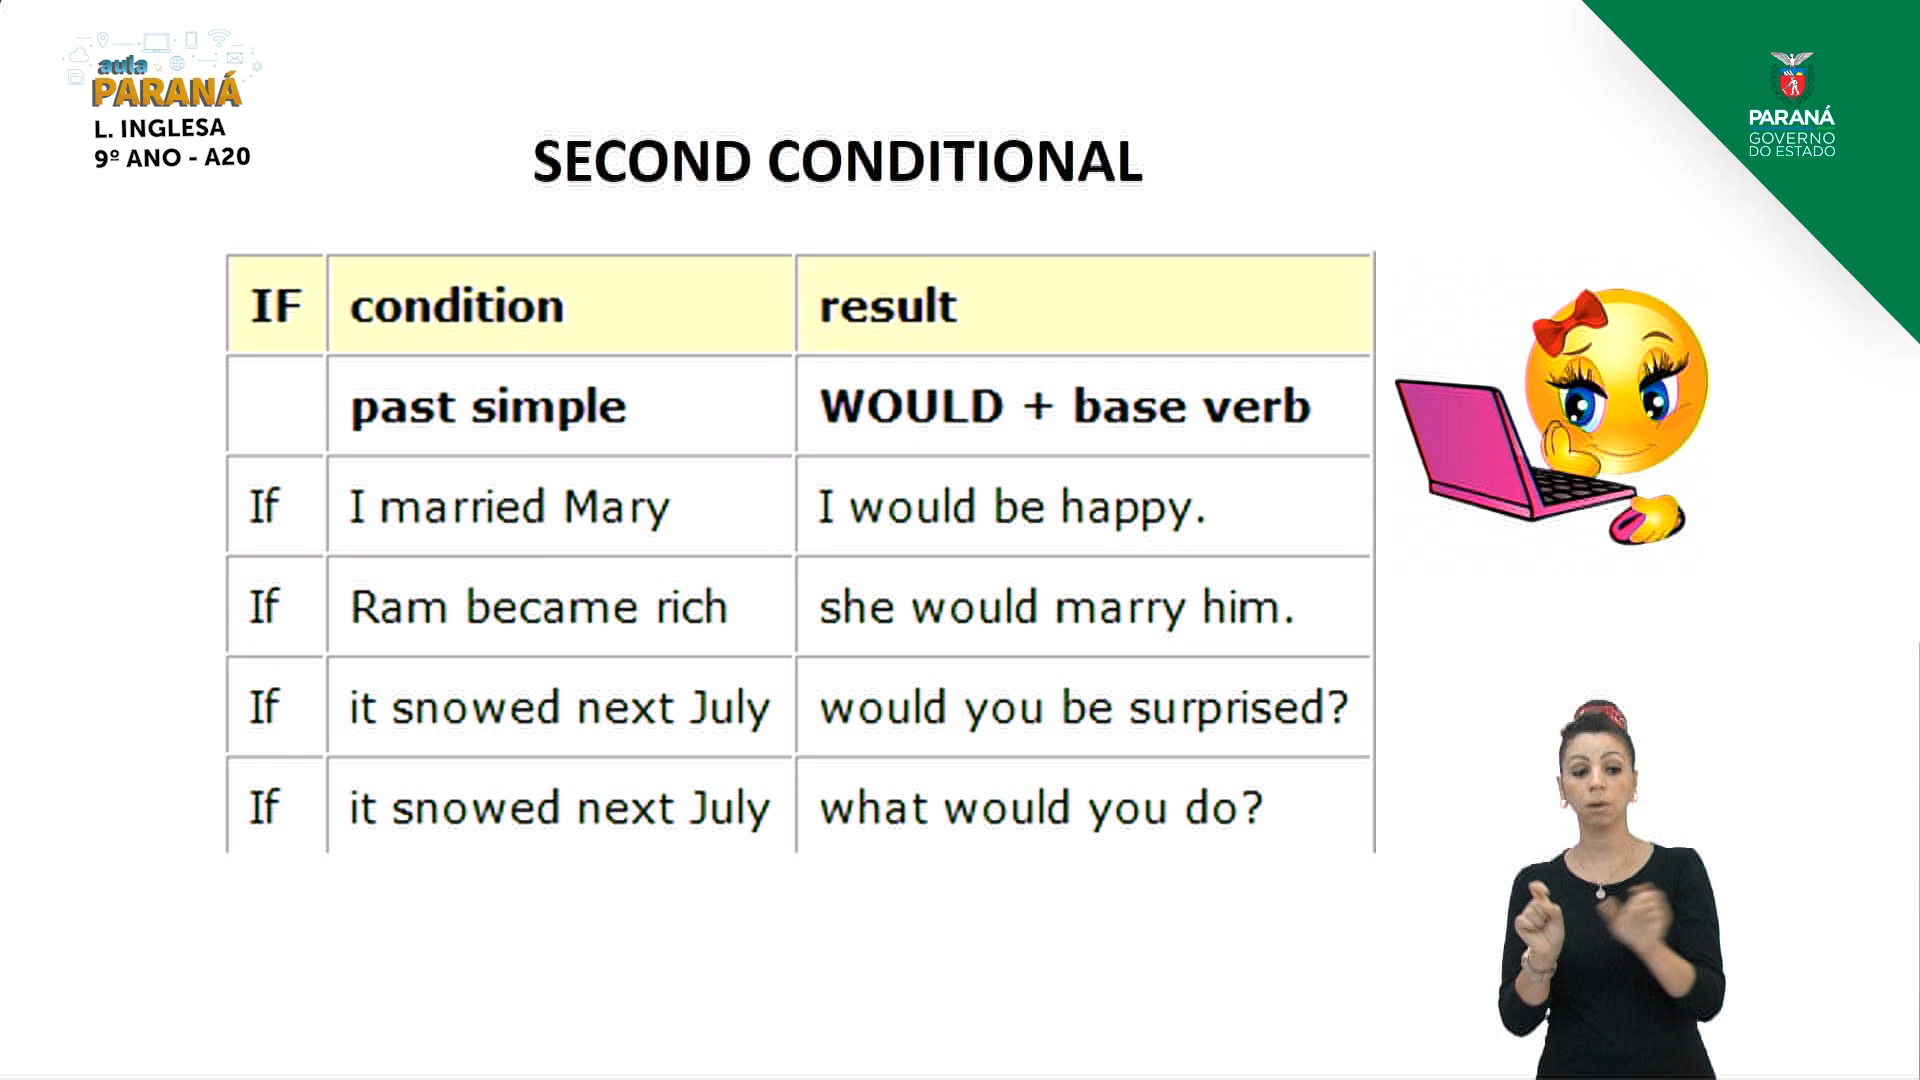 aula
PARANÁ
L. INGLESA
9º ANO - A20
PARANÁ
GOVERNO
DO ESTADO
SECOND CONDITIONAL
IF condition result
past simple WOULD + base verb
If I married Mary I would be happy.
If Ram became rich she would marry him.
If it snowed next July would you be surprised?
If it snowed next July what would you do?